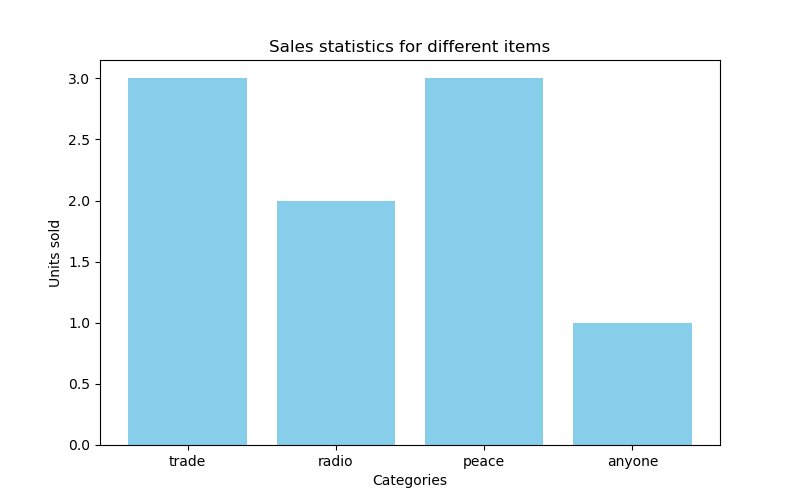 Sales statistics for different items
3.0
2.5
2.0
1.5
1.0
0.5
0.0
Units sold
trade radio peace anyone
Categories